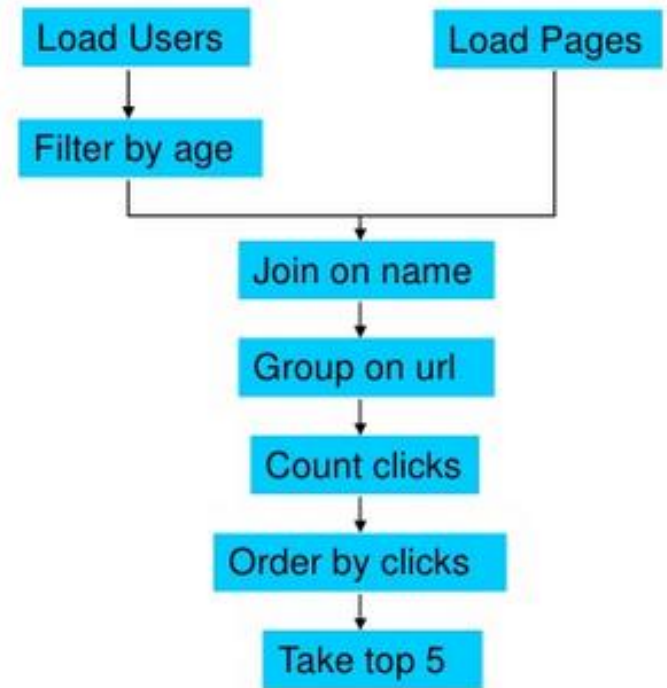 Load Users
Load Pages
Filter by age
Join on name
Group on url
Count clicks
Order by clicks
Take top 5